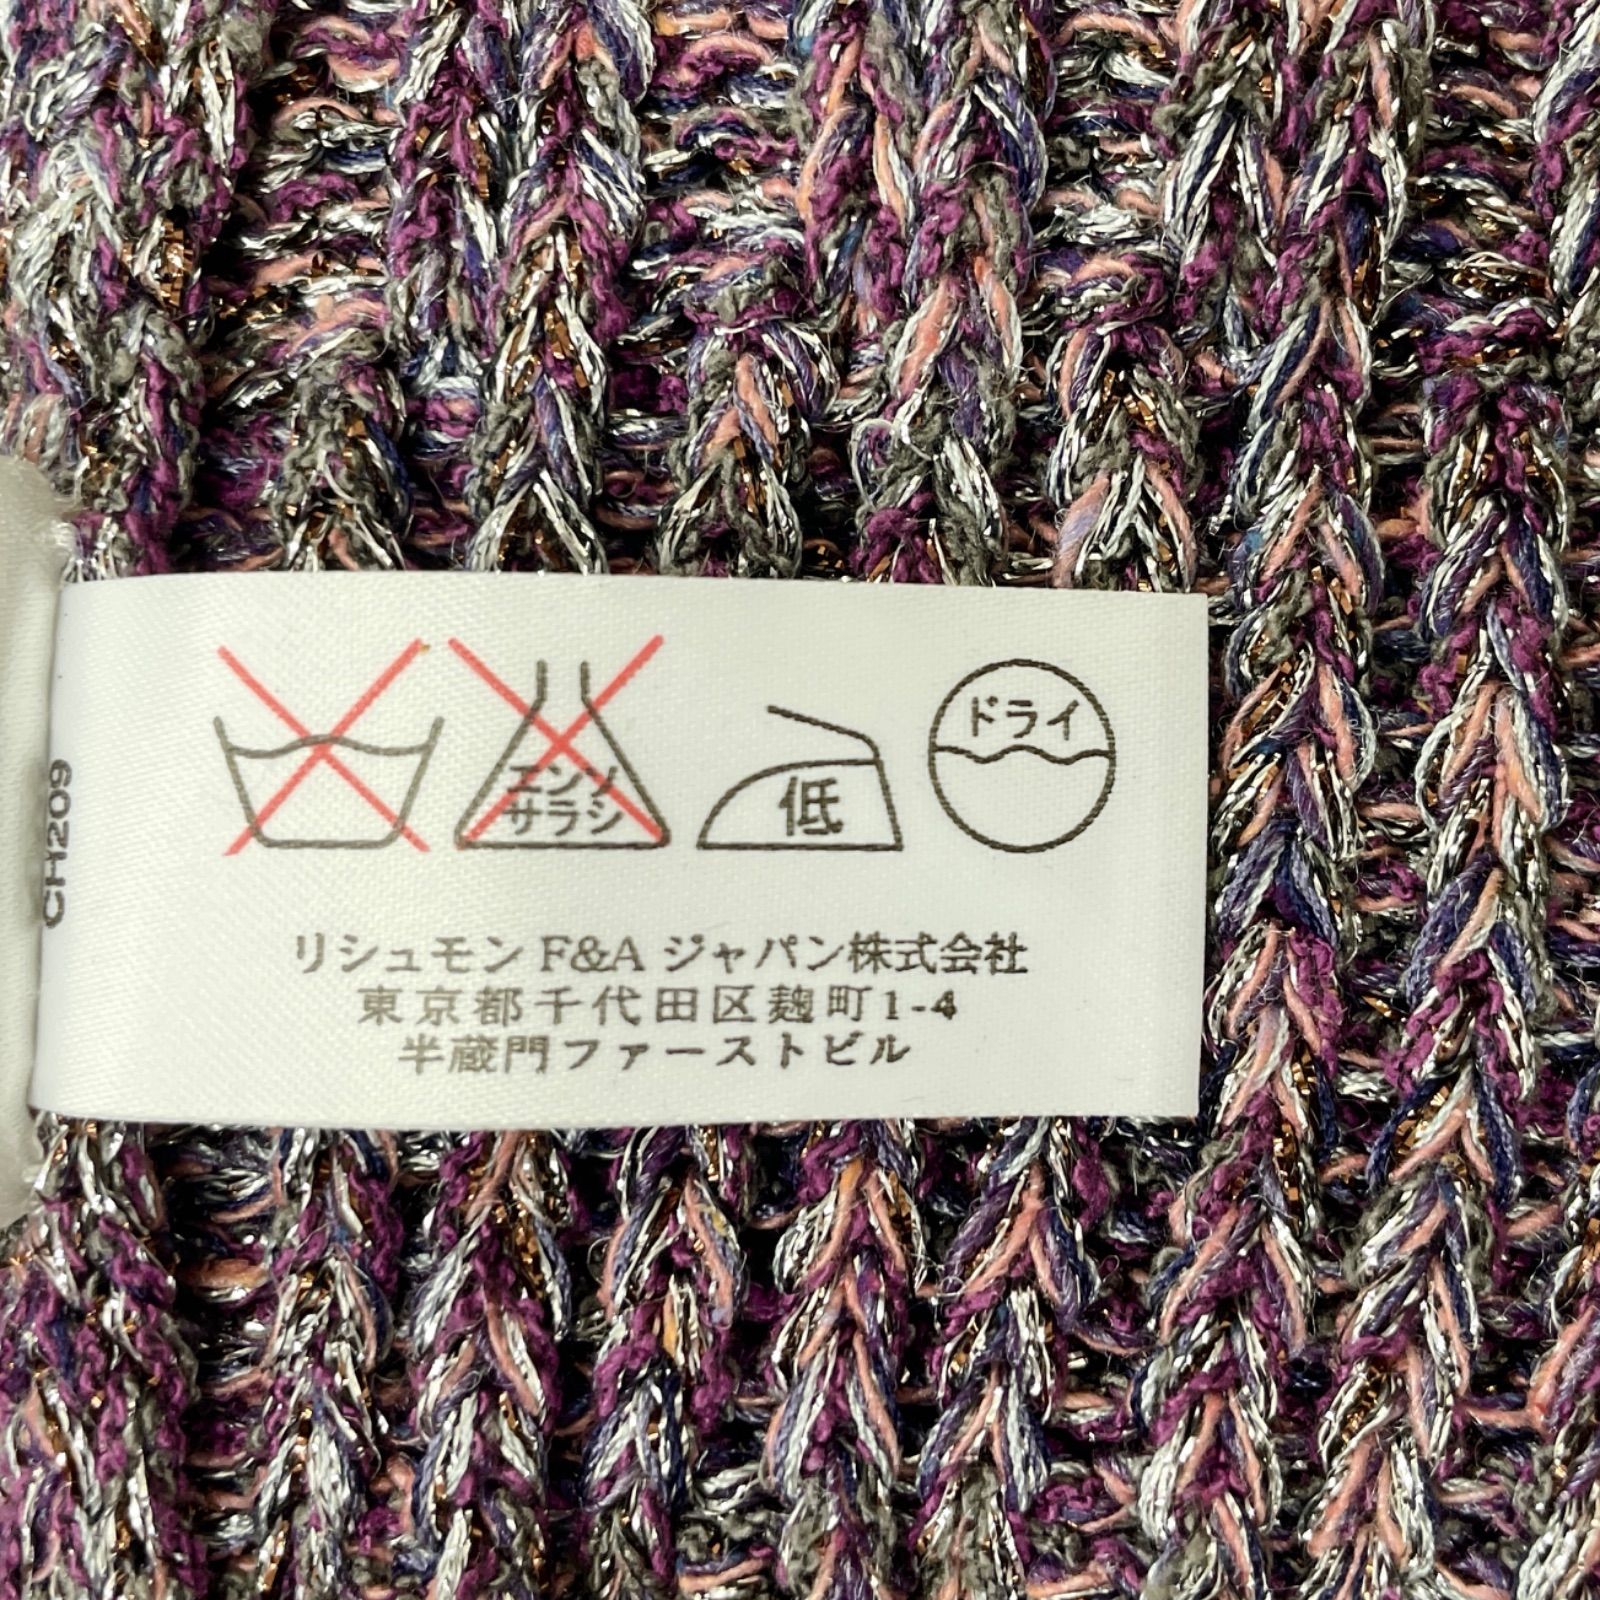 CH209
エンソ
サラシ
低
ドライ
リシュモン F&A ジャパン株式会社
東京都千代田区麹町1-4
半蔵門ファーストビル